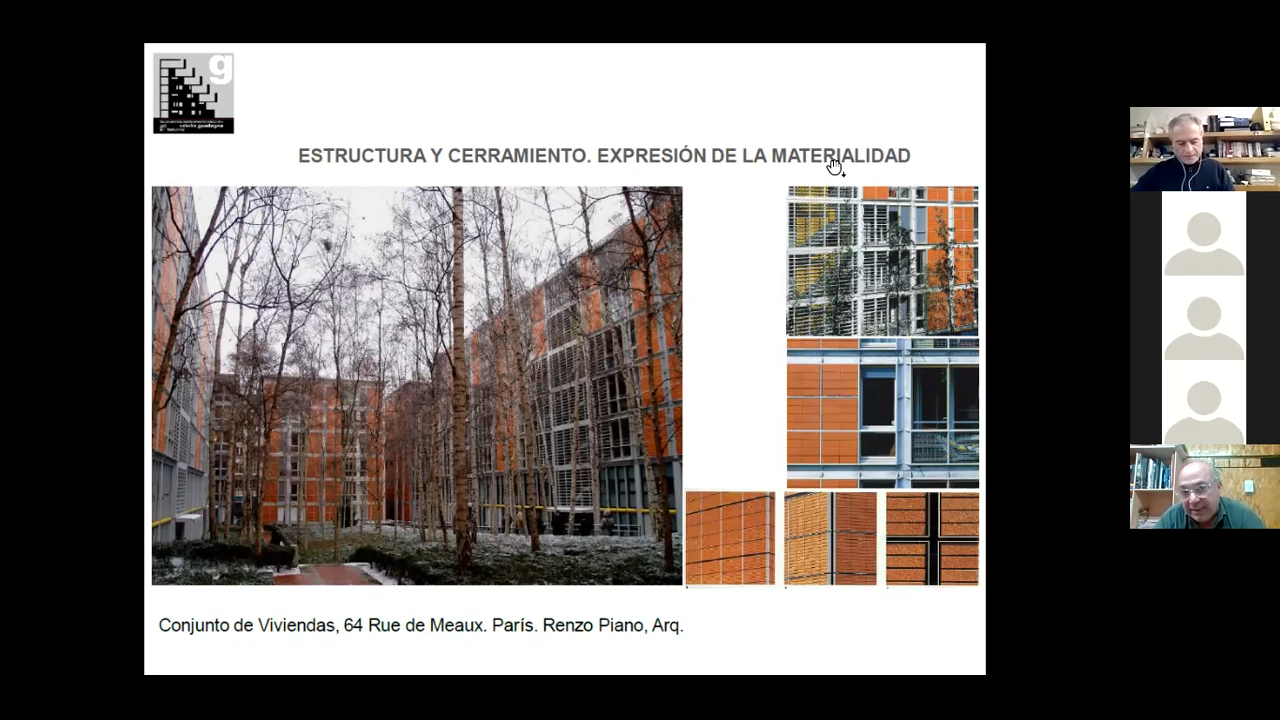 g
ESTRUCTURA Y CERRAMIENTO. EXPRESIÓN DE LA MATERIALIDAD
Conjunto de Viviendas, 64 Rue de Meaux. París. Renzo Piano, Arq.